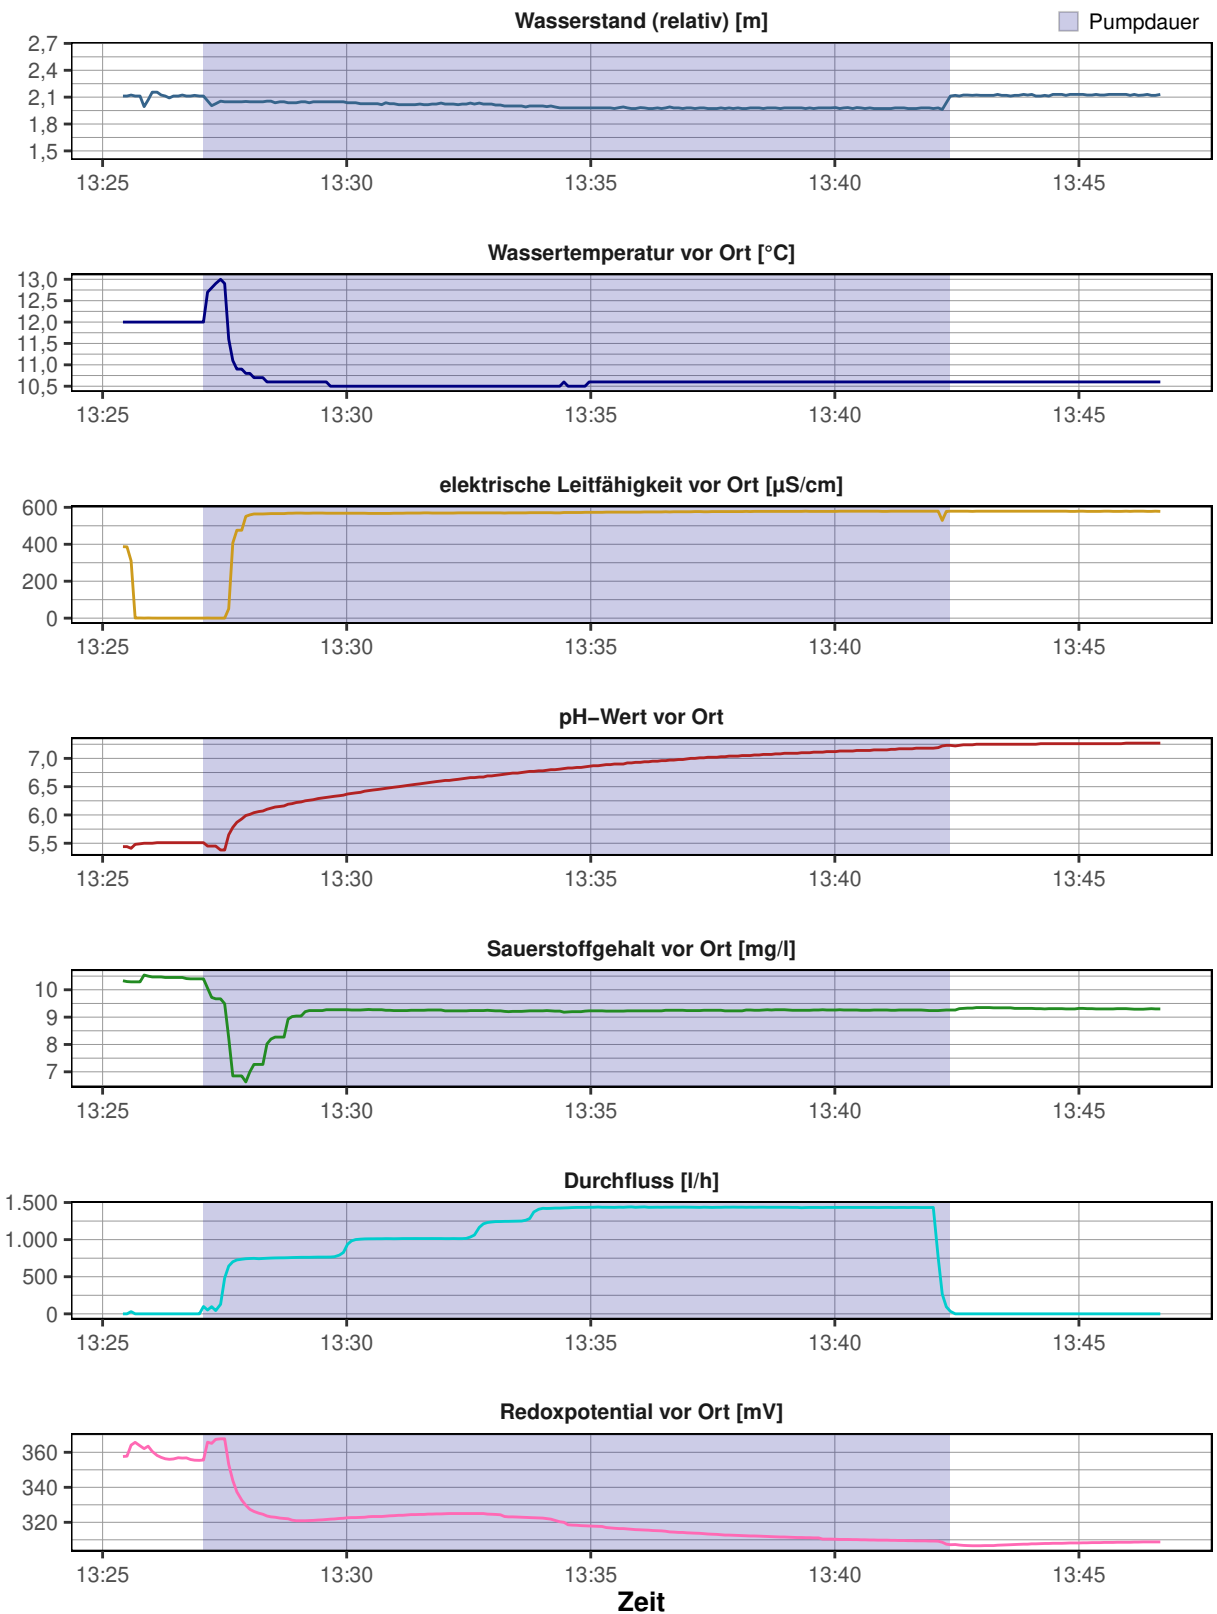 Wasserstand (relativ) [m]
Pumpdauer
2,7
2,4
2,1
1,8
1,5
13:25 13:30 13:35 13:40 13:45
Wassertemperatur vor Ort [°C]
13,0
12,5
12,0
11,5
11,0
10,5
13:25 13:30 13:35 13:40 13:45
elektrische Leitfähigkeit vor Ort [µS/cm]
600
400
200
0
13:25 13:30 13:35 13:40 13:45
pH−Wert vor Ort
7,0
6,5
6,0
5,5
13:25 13:30 13:35 13:40 13:45
Sauerstoffgehalt vor Ort [mg/l]
10
9
8
7
13:25 13:30 13:35 13:40 13:45
Durchfluss [l/h]
1.500
1.000
500
0
13:25 13:30 13:35 13:40 13:45
Redoxpotential vor Ort [mV]
360
340
320
13:25 13:30 13:35 13:40 13:45
Zeit